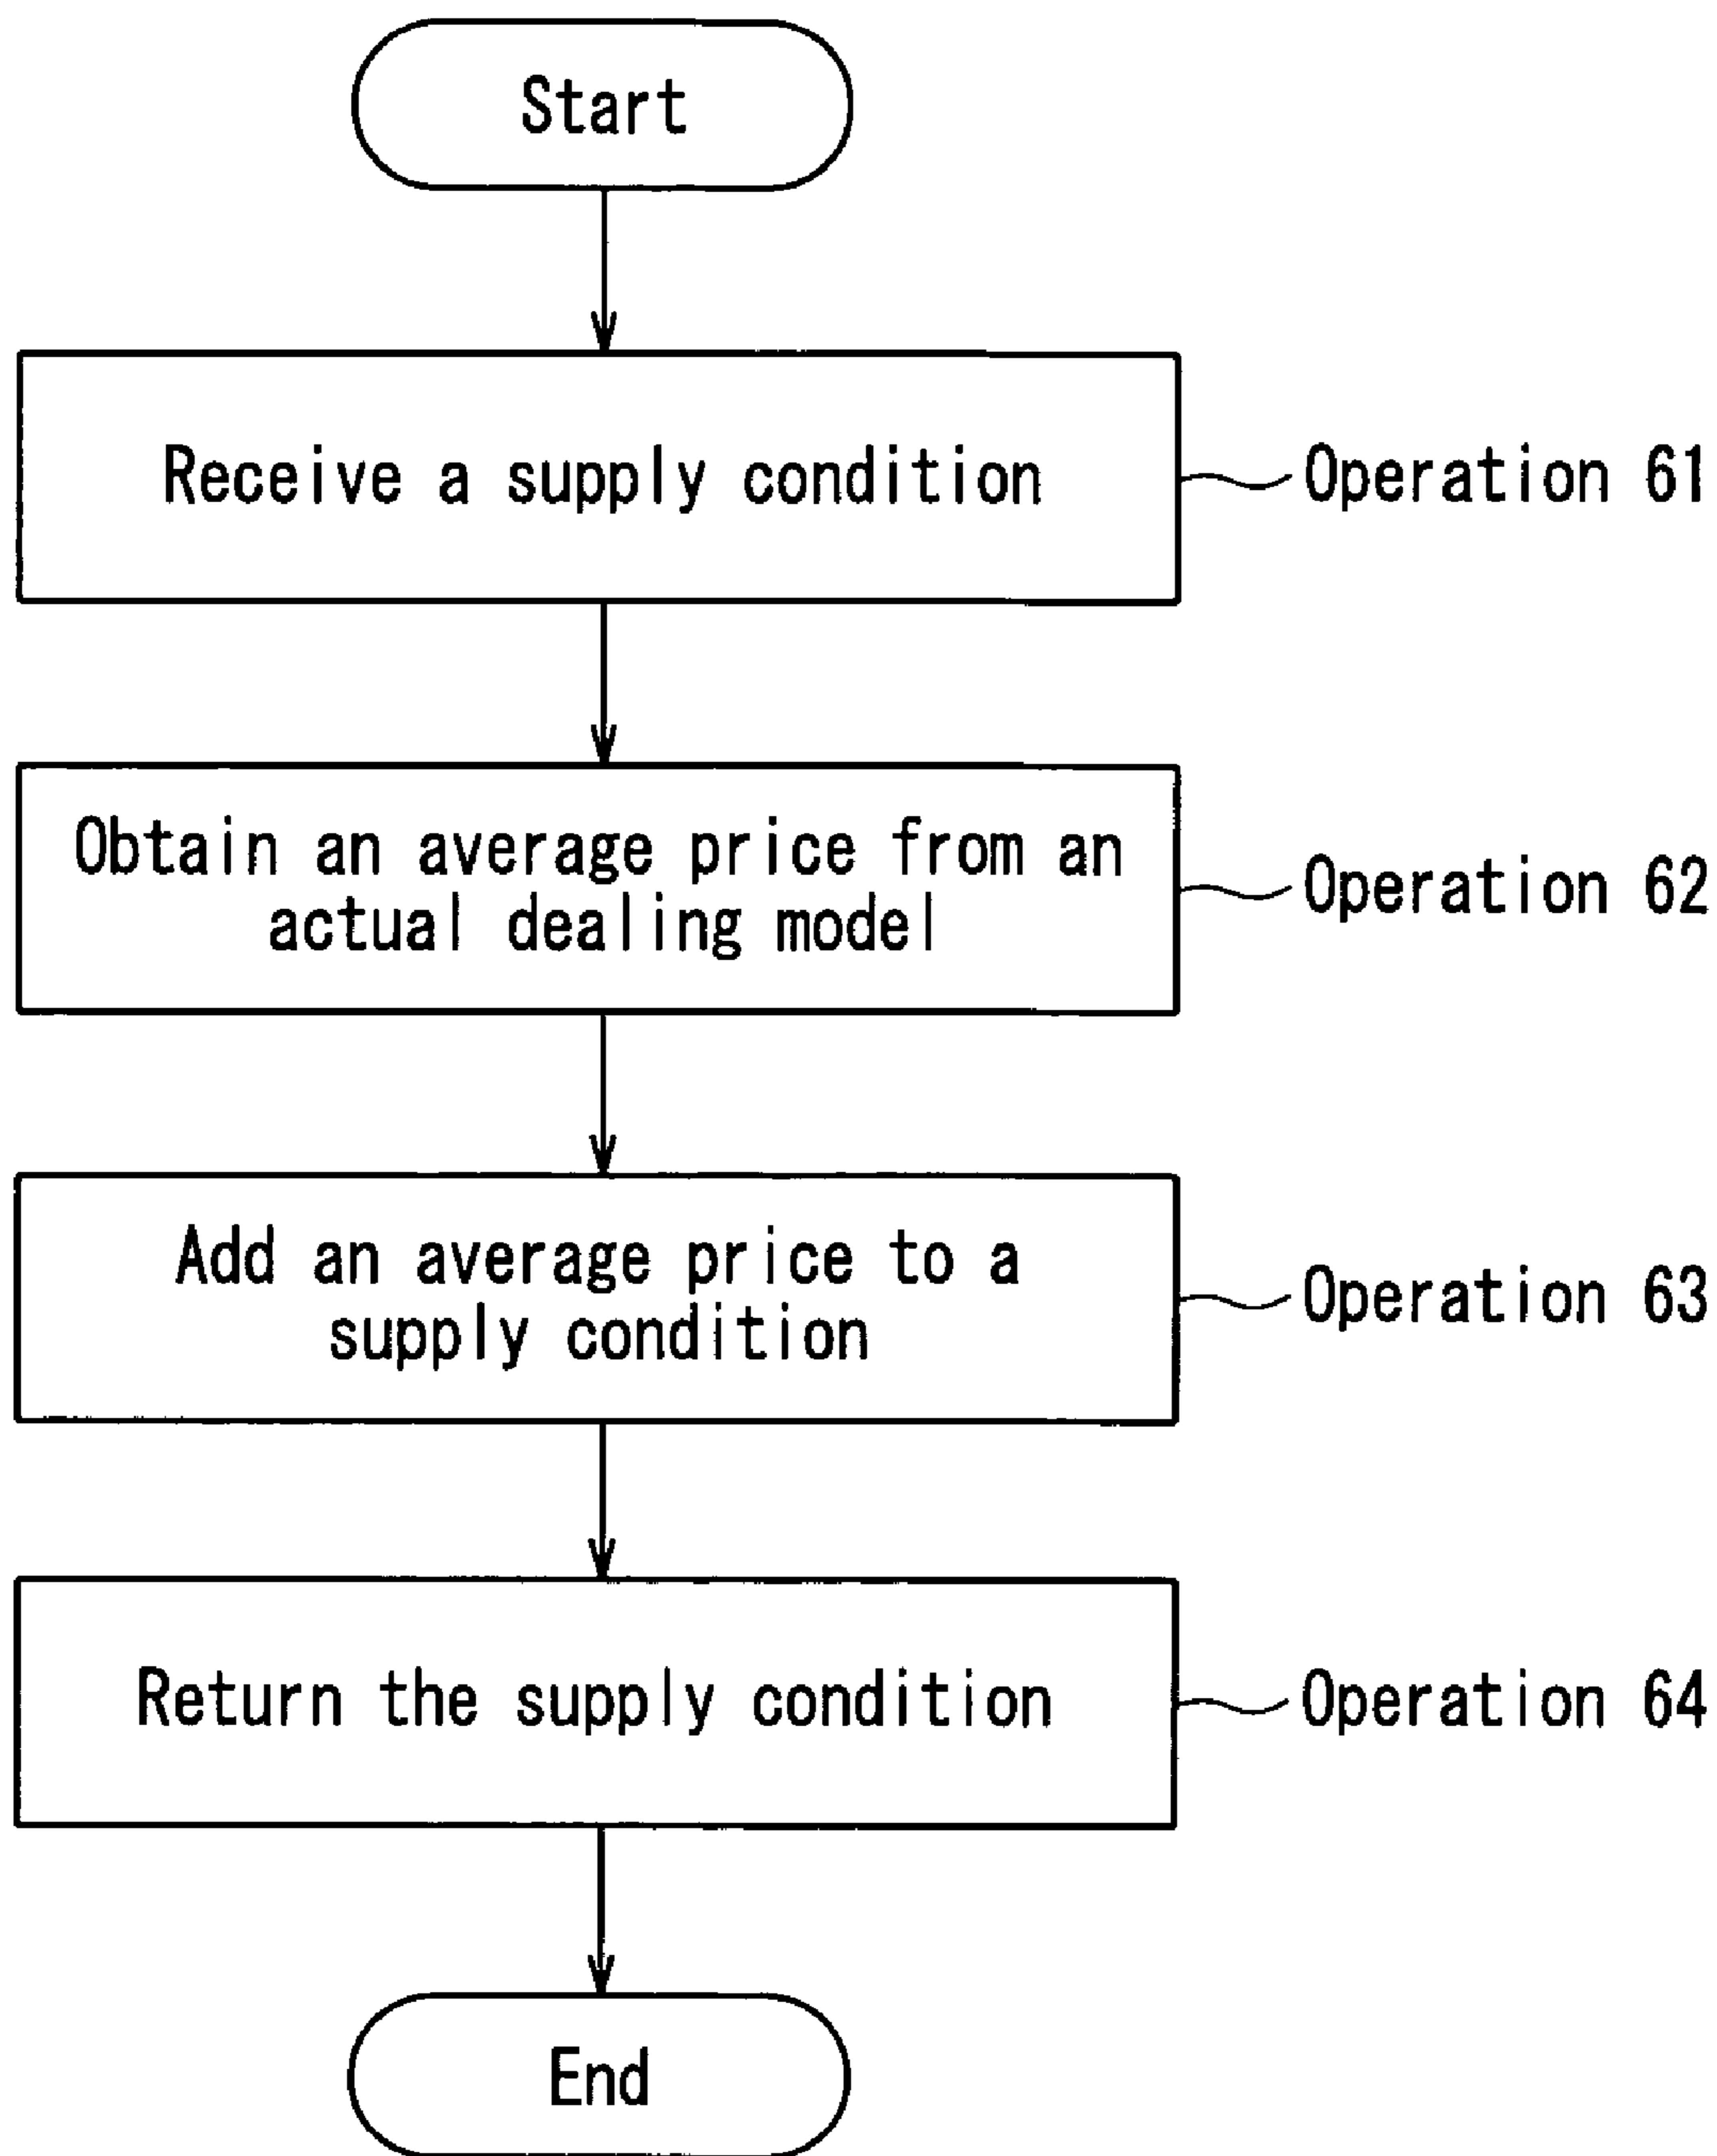 Start
Receive a supply condition
Operation 61
Obtain an average price from an
actual dealing model
Operation 62
Add an average price to a
supply condition
Operation 63
Return the supply condition
Operation 64
End